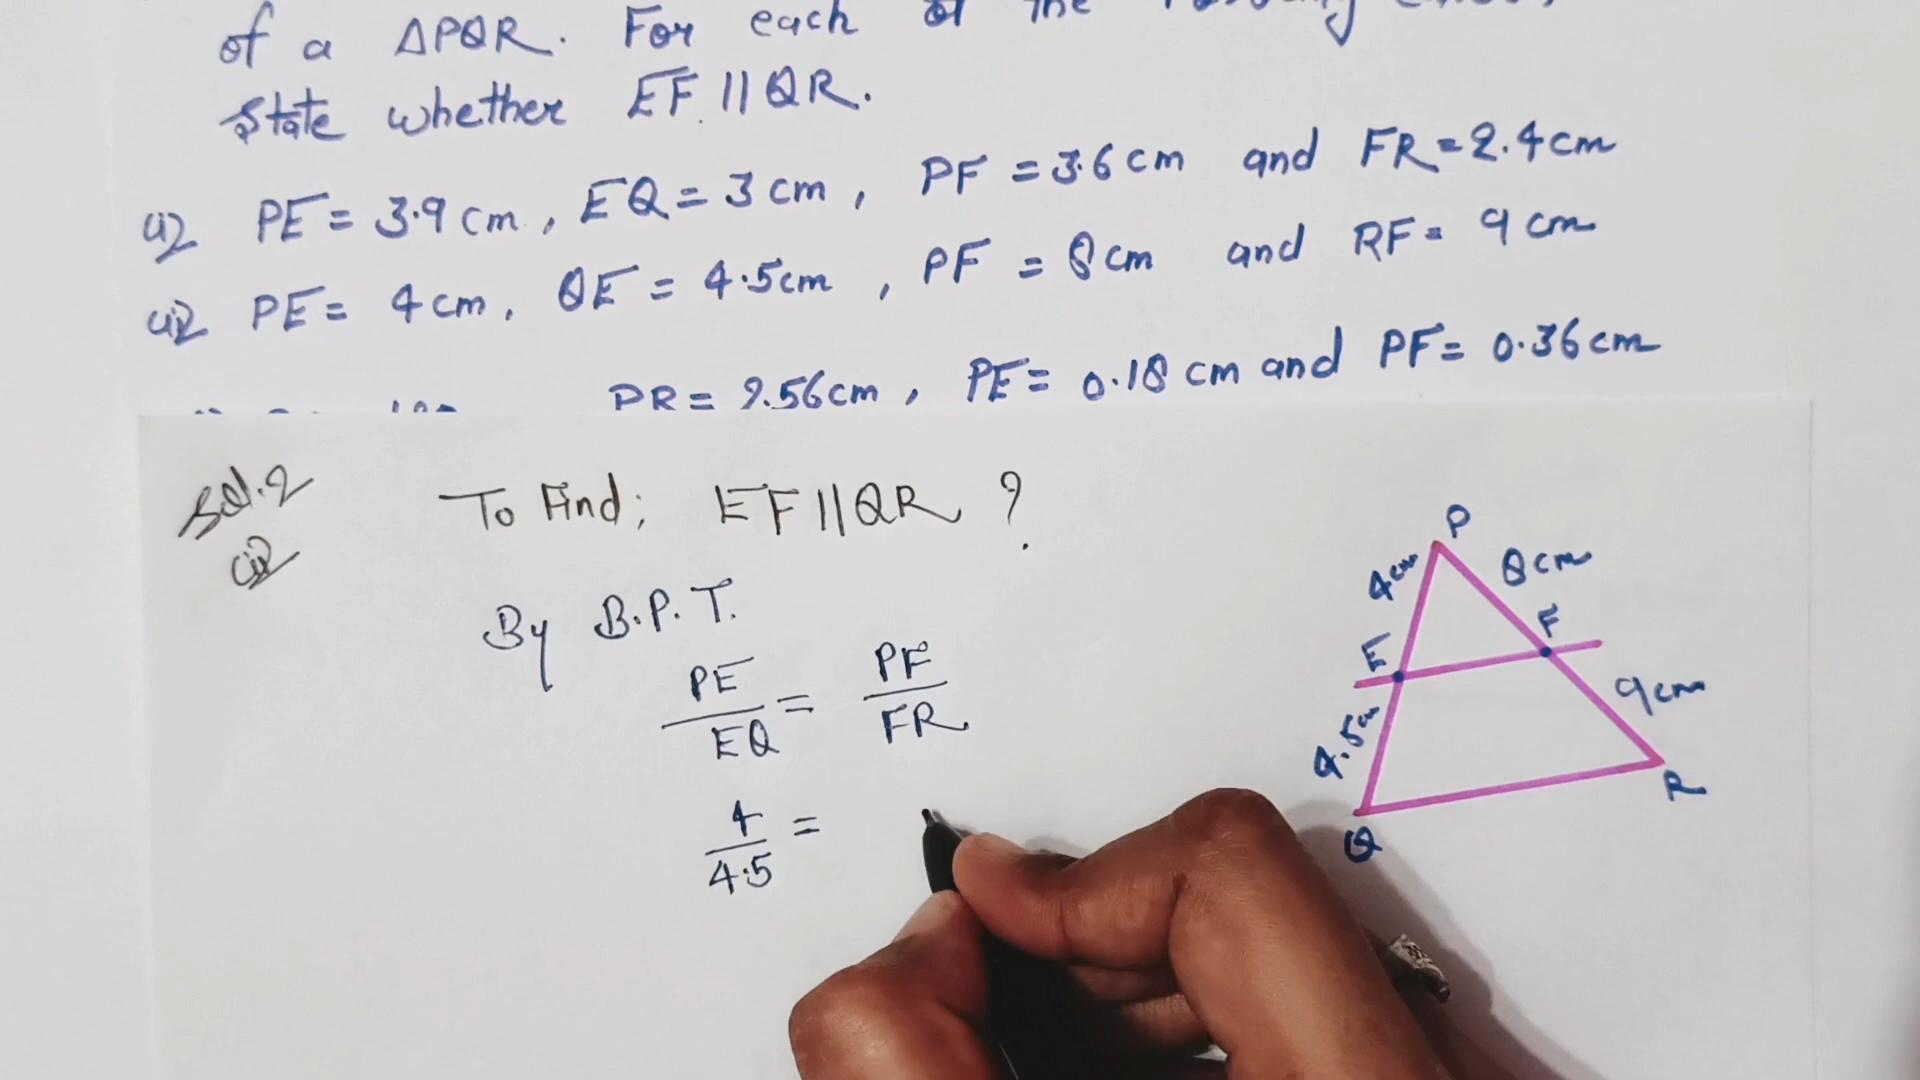 of a △PQR. For each of the
State whether EF || QR.
(i) PE = 3.9 cm, EQ = 3 cm, PF = 3.6 cm and FR = 2.4 cm
(ii) PE = 4 cm, QE = 4.5 cm, PF = 8 cm and RF = 9 cm
PR = 2.56 cm, PE = 0.18 cm and PF = 0.36 cm
Sol.2
(ii)
To Find; EF || QR ?
By B.P.T.
PE/EQ = PF/FR
4/4.5 =
P
4cm
8cm
E
F
4.5cm
9cm
Q
R